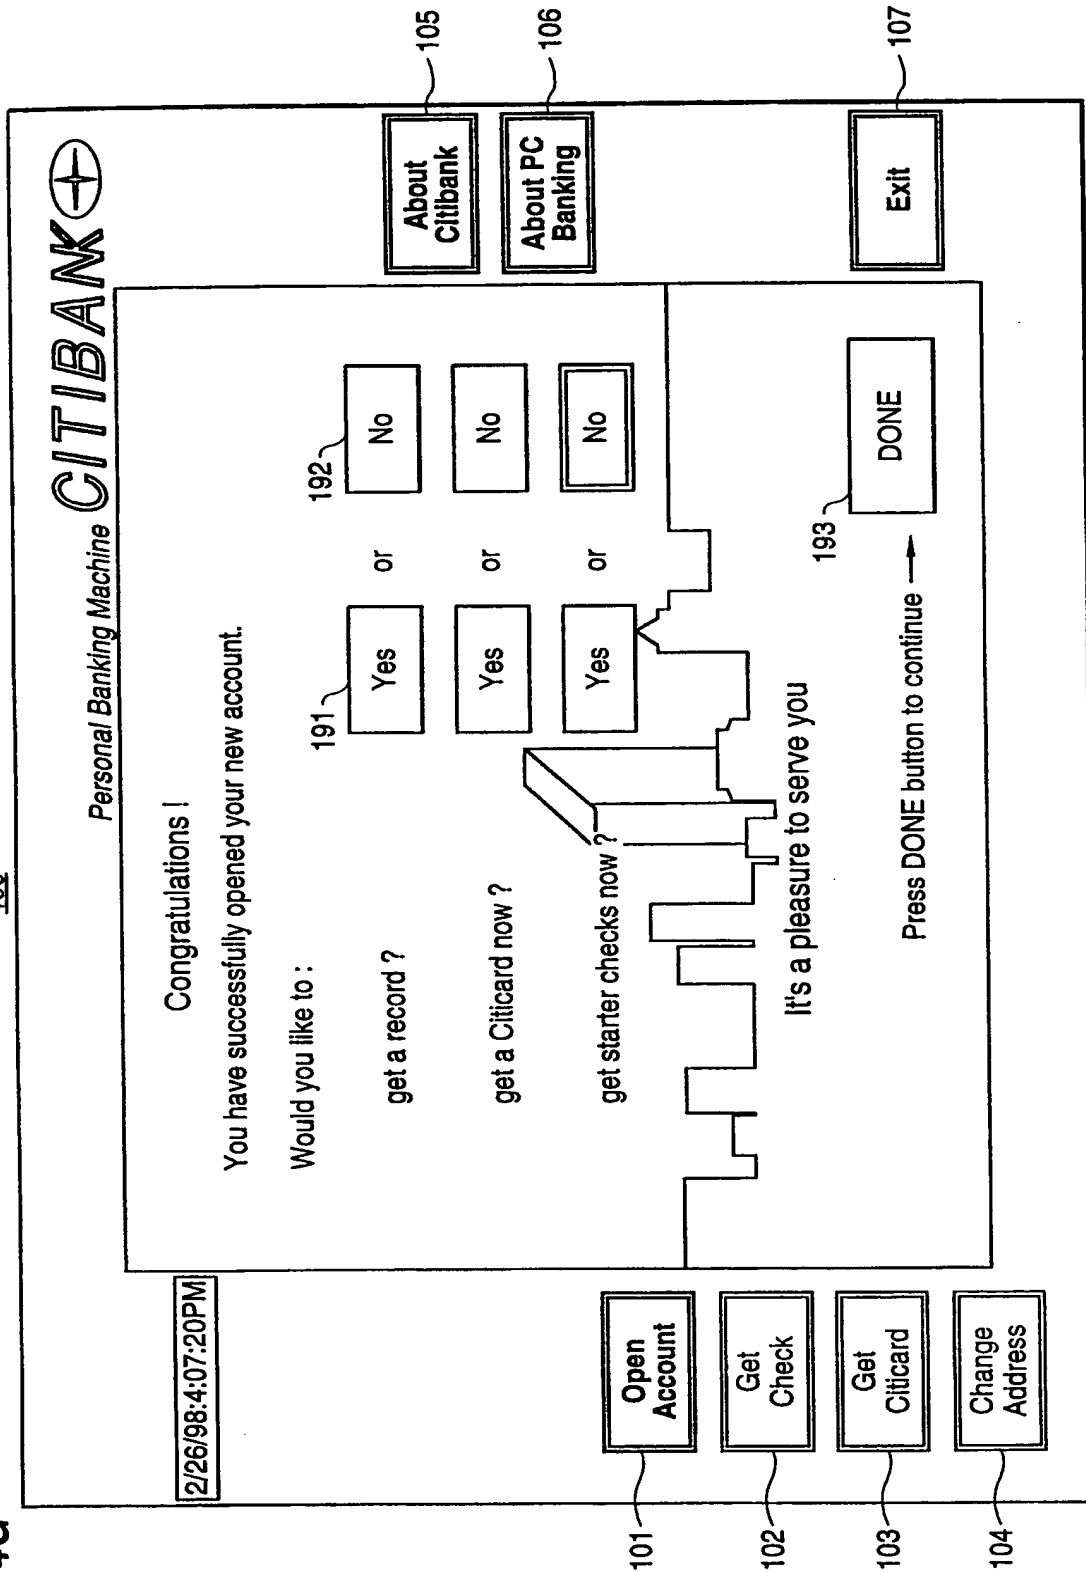 Personal Banking Machine CITIBANK
2/26/98:4:07:20PM
Congratulations !
You have successfully opened your new account.
Would you like to :
191
192
get a record ?
Yes
or
No
get a Citicard now ?
Yes
or
No
get starter checks now ?
Yes
or
No
It's a pleasure to serve you
193
Press DONE button to continue
DONE
101
Open
Account
102
Get
Check
103
Get
Citicard
104
Change
Address
About
Citibank
105
About PC
Banking
106
Exit
107